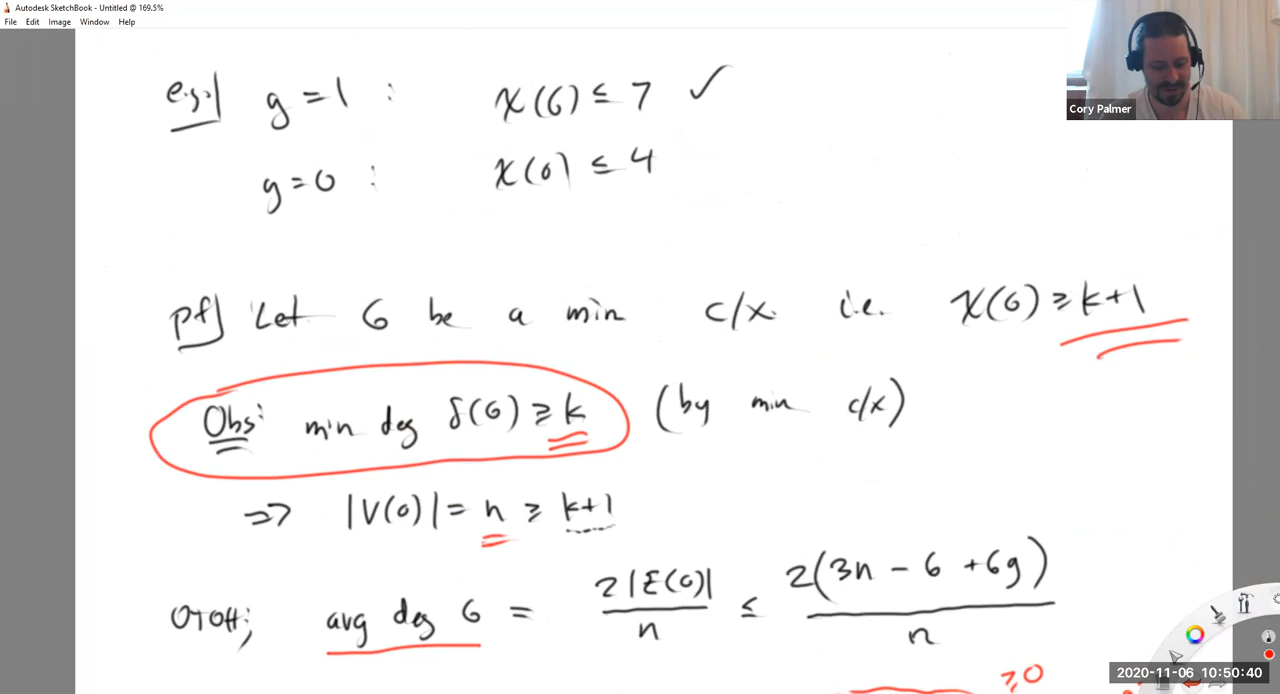 Autodesk SketchBook - Untitled @ 169.5%
File Edit Image Window Help
Cory Palmer
e.g.) g=1 : χ(G) ≤ 7 ✓
g=0 : χ(G) ≤ 4
Pf) Let G be a min c/x. i.e. χ(G) ≥ k+1
Obs: min deg δ(G) ≥ k (by min c/x)
=> |V(G)| = n ≥ k+1
OTOH; avg deg G = 2|E(G)|/n ≤ 2(3n - 6 + 6g)/n
≥0
2020-11-06 10:50:40